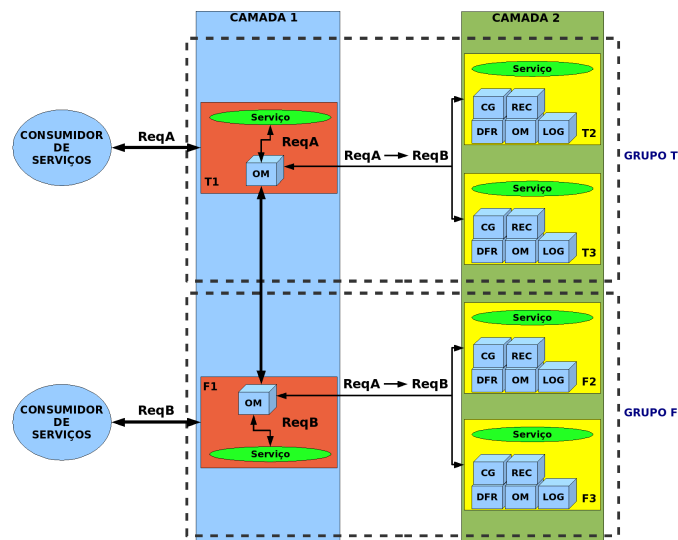 CAMADA 1
CAMADA 2
Serviço
CG REC
DFR OM LOG
T2
CONSUMIDOR
DE
SERVIÇOS
ReqA
Serviço
ReqA
OM
T1
ReqA ReqB
GRUPO T
Serviço
CG REC
DFR OM LOG
T3
Serviço
CG REC
DFR OM LOG
F2
CONSUMIDOR
DE
SERVIÇOS
ReqB
F1
OM
ReqB
Serviço
ReqA ReqB
GRUPO F
Serviço
CG REC
DFR OM LOG
F3